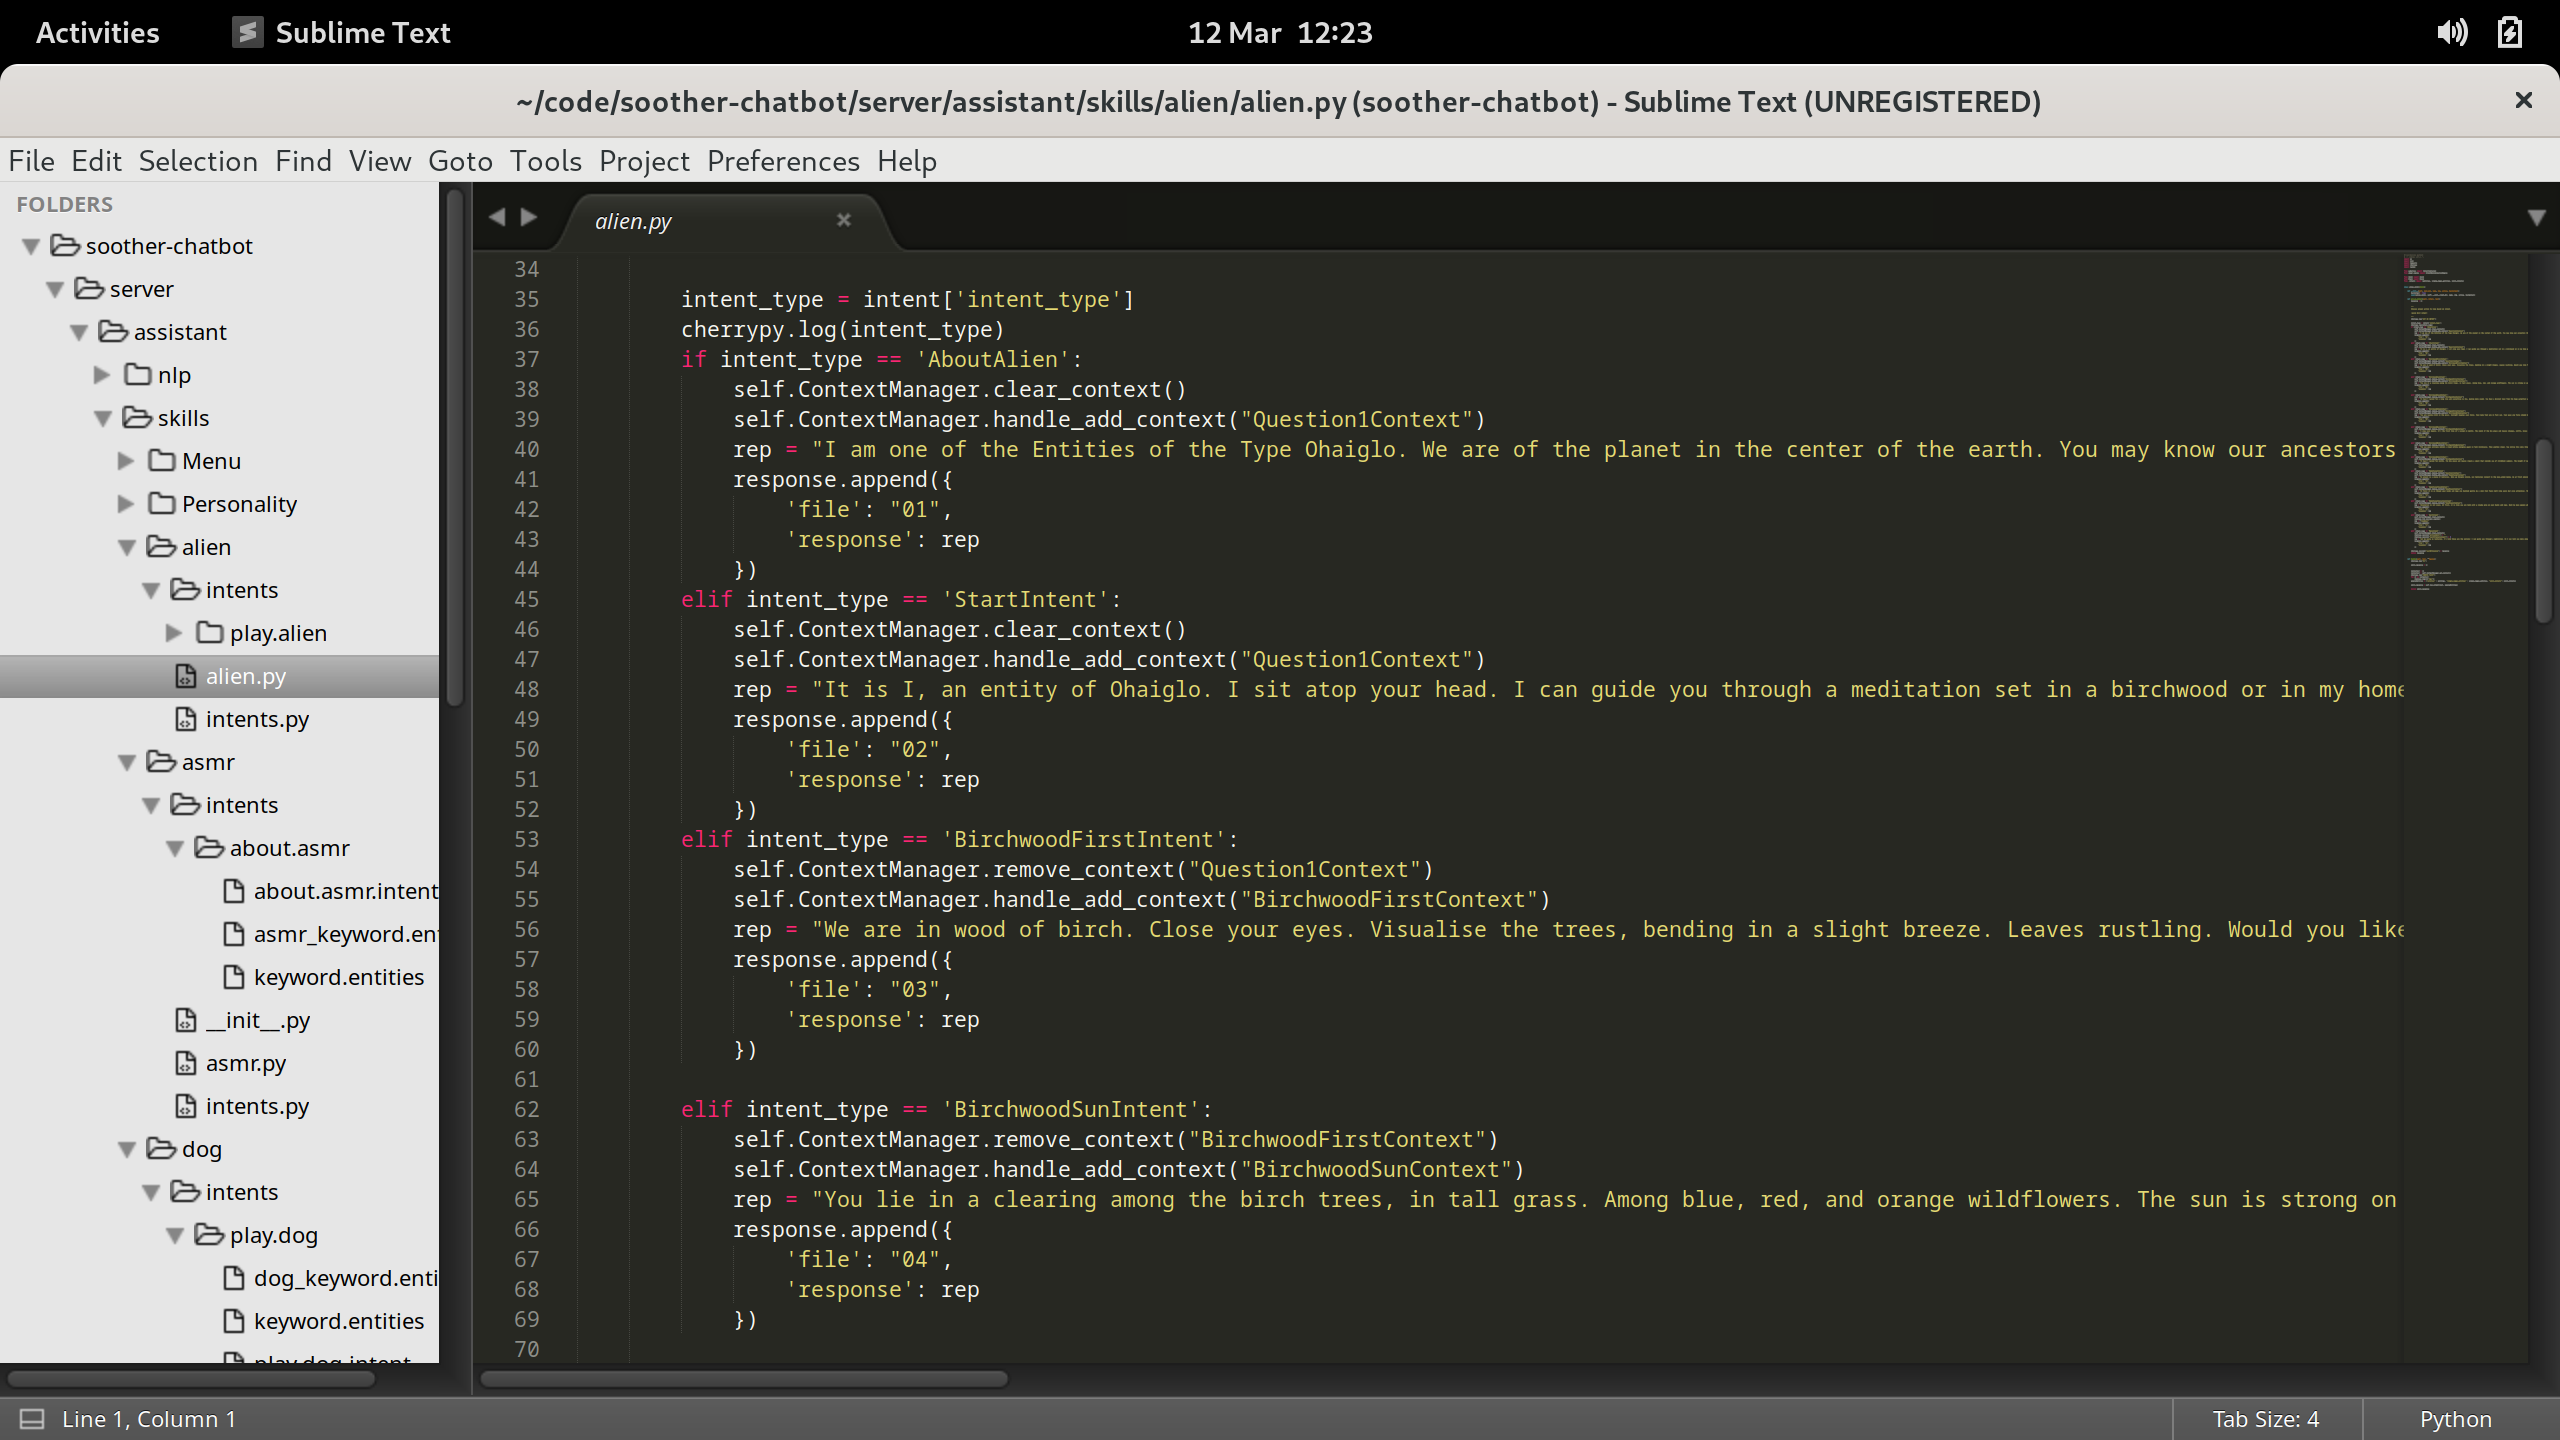 Activities Sublime Text 12 Mar 12:23
~/code/soother-chatbot/server/assistant/skills/alien/alien.py (soother-chatbot) - Sublime Text (UNREGISTERED)
File Edit Selection Find View Goto Tools Project Preferences Help
FOLDERS
soother-chatbot
server
assistant
nlp
skills
Menu
Personality
alien
intents
play.alien
alien.py
intents.py
asmr
intents
about.asmr
about.asmr.intent
asmr_keyword.en
keyword.entities
__init__.py
asmr.py
intents.py
dog
intents
play.dog
dog_keyword.enti
keyword.entities
play.dog.intent
alien.py
34
35 intent_type = intent['intent_type']
36 cherrypy.log(intent_type)
37 if intent_type == 'AboutAlien':
38 self.ContextManager.clear_context()
39 self.ContextManager.handle_add_context("Question1Context")
40 rep = "I am one of the Entities of the Type Ohaiglo. We are of the planet in the center of the earth. You may know our ancestors
41 response.append({
42 'file': "01",
43 'response': rep
44 })
45 elif intent_type == 'StartIntent':
46 self.ContextManager.clear_context()
47 self.ContextManager.handle_add_context("Question1Context")
48 rep = "It is I, an entity of Ohaiglo. I sit atop your head. I can guide you through a meditation set in a birchwood or in my home
49 response.append({
50 'file': "02",
51 'response': rep
52 })
53 elif intent_type == 'BirchwoodFirstIntent':
54 self.ContextManager.remove_context("Question1Context")
55 self.ContextManager.handle_add_context("BirchwoodFirstContext")
56 rep = "We are in wood of birch. Close your eyes. Visualise the trees, bending in a slight breeze. Leaves rustling. Would you like
57 response.append({
58 'file': "03",
59 'response': rep
60 })
61
62 elif intent_type == 'BirchwoodSunIntent':
63 self.ContextManager.remove_context("BirchwoodFirstContext")
64 self.ContextManager.handle_add_context("BirchwoodSunContext")
65 rep = "You lie in a clearing among the birch trees, in tall grass. Among blue, red, and orange wildflowers. The sun is strong on
66 response.append({
67 'file': "04",
68 'response': rep
69 })
70
Line 1, Column 1 Tab Size: 4 Python